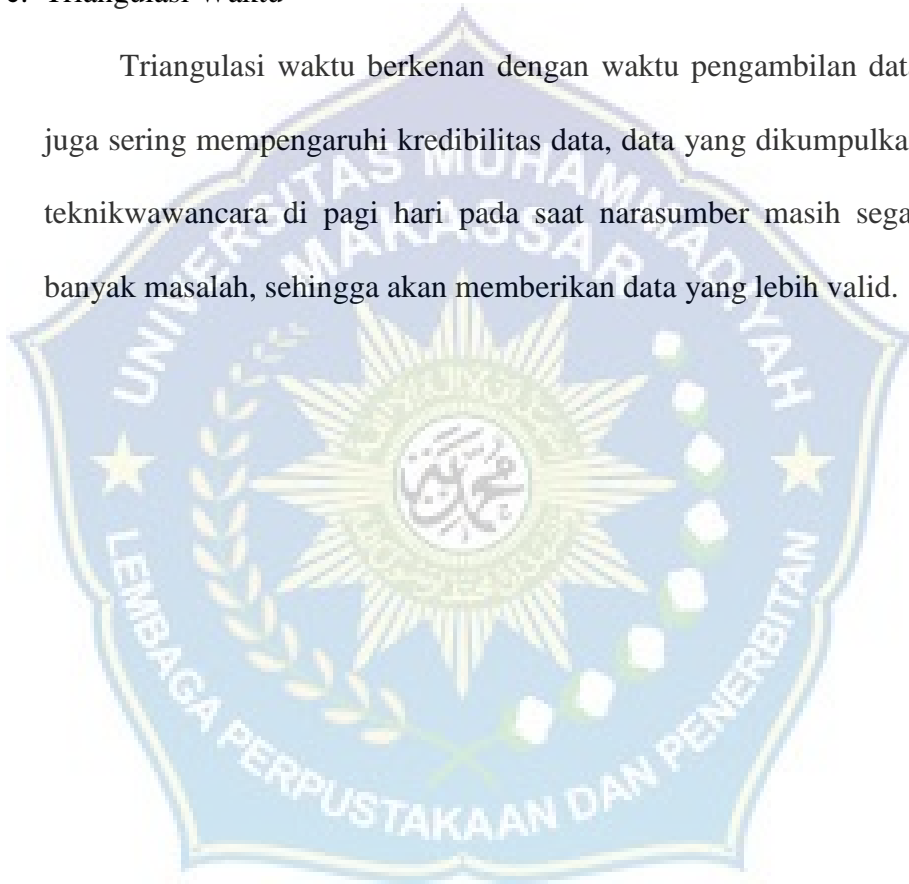 Triangulasi Waktu
Triangulasi waktu berkenan dengan waktu pengambilan dat
juga sering mempengaruhi kredibilitas data, data yang dikumpulka
teknikwawancara di pagi hari pada saat narasumber masih sega
banyak masalah, sehingga akan memberikan data yang lebih valid.
UNIVERSITAS MUHAMMADIYAH
MAKASSAR
LEMBAGA PERPUSTAKAAN DAN PENERBITAN